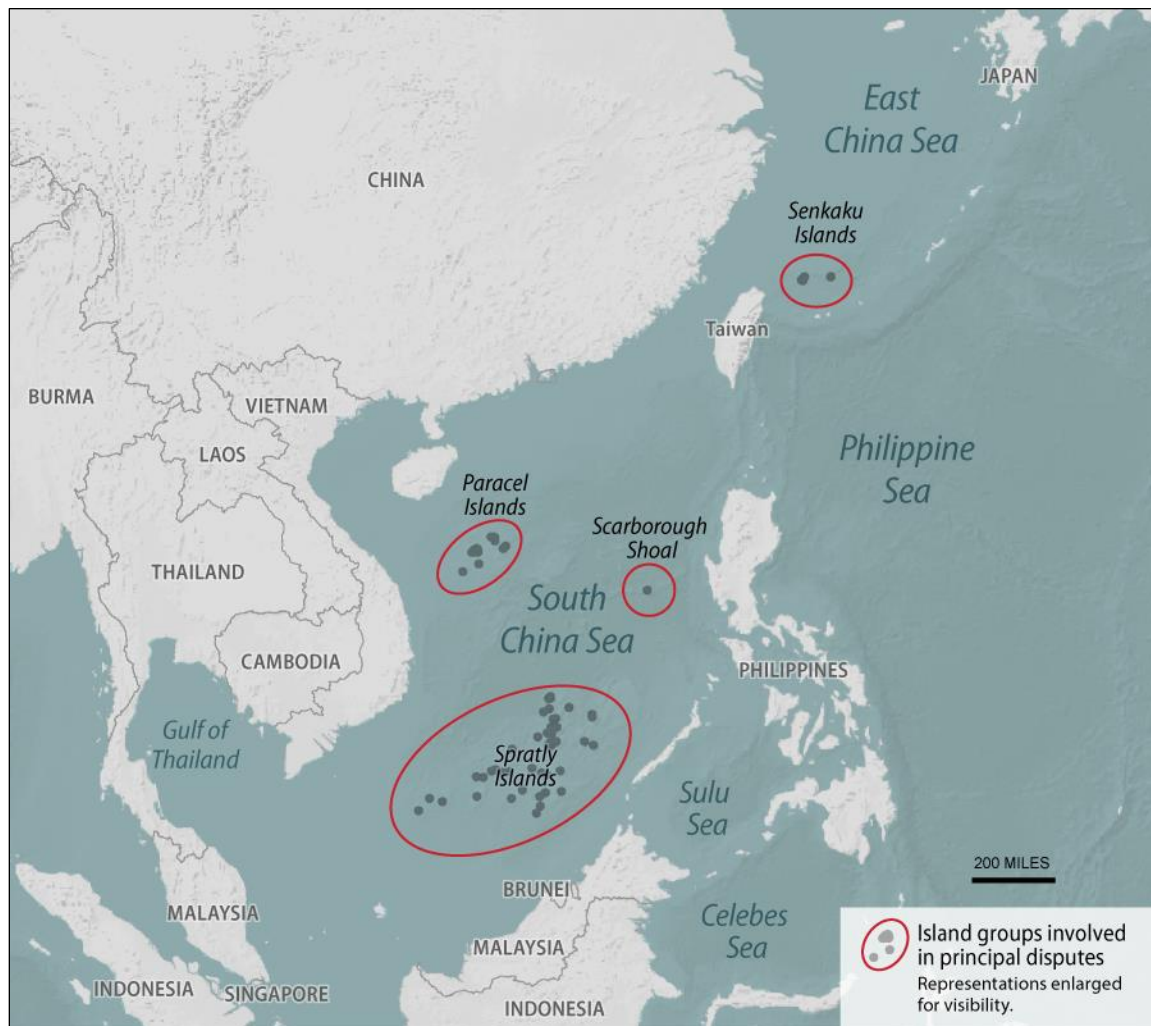 JAPAN
East
China Sea
CHINA
Senkaku
Islands
Taiwan
BURMA
VIETNAM
LAOS
Philippine
Sea
Paracel
Islands
Scarborough
Shoal
THAILAND
South
China Sea
CAMBODIA
PHILIPPINES
Gulf of
Thailand
Spratly
Islands
Sulu
Sea
200 MILES
BRUNEI
MALAYSIA
Celebes
Sea
MALAYSIA
INDONESIA
SINGAPORE
INDONESIA
Island groups involved
in principal disputes
Representations enlarged
for visibility.